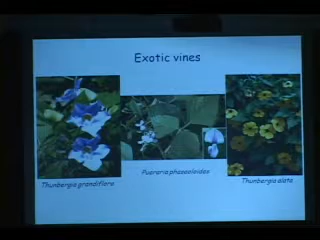 Exotic vines
Thunbergia grandiflora
Pueraria phaseoloides
Thunbergia alata